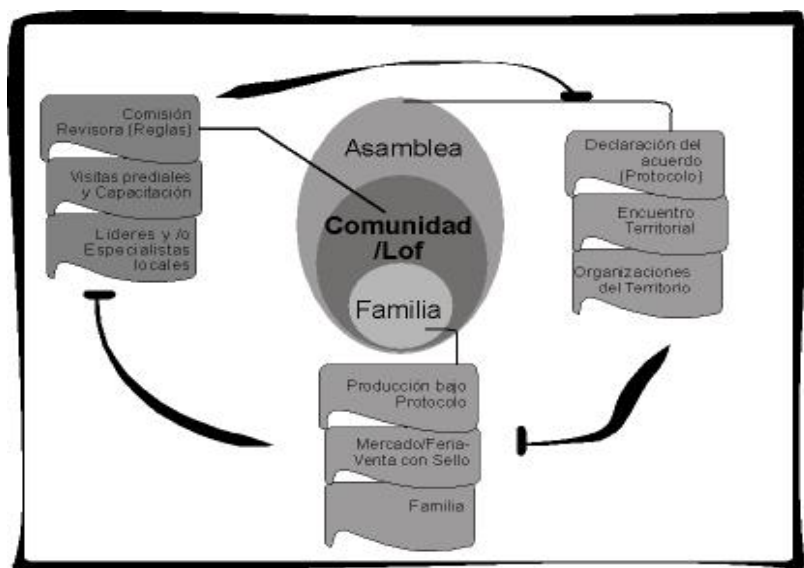 Comisión
Revisora (Reglas)
Visitas prediales
y Capacitación
Líderes y /o
Especialistas
locales
Asamblea
Comunidad
/Lof
Familia
Declaración del
acuerdo
(Protocolo)
Encuentro
Territorial
Organizaciones
del Territorio
Producción bajo
Protocolo
Mercado/Feria-
Venta con Sello
Familia